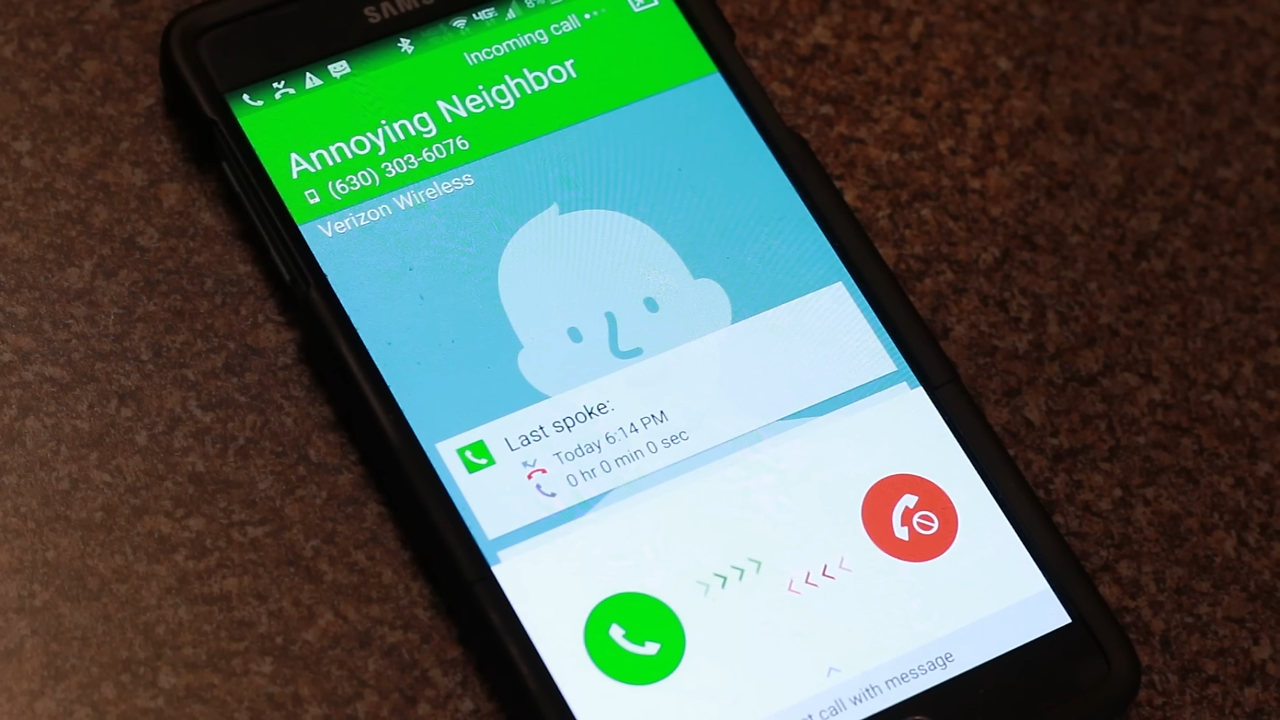 4G
Incoming call
Annoying Neighbor
(630) 303-6076
Verizon Wireless
Last spoke:
Today 6:14 PM
0 hr 0 min 0 sec
call with message